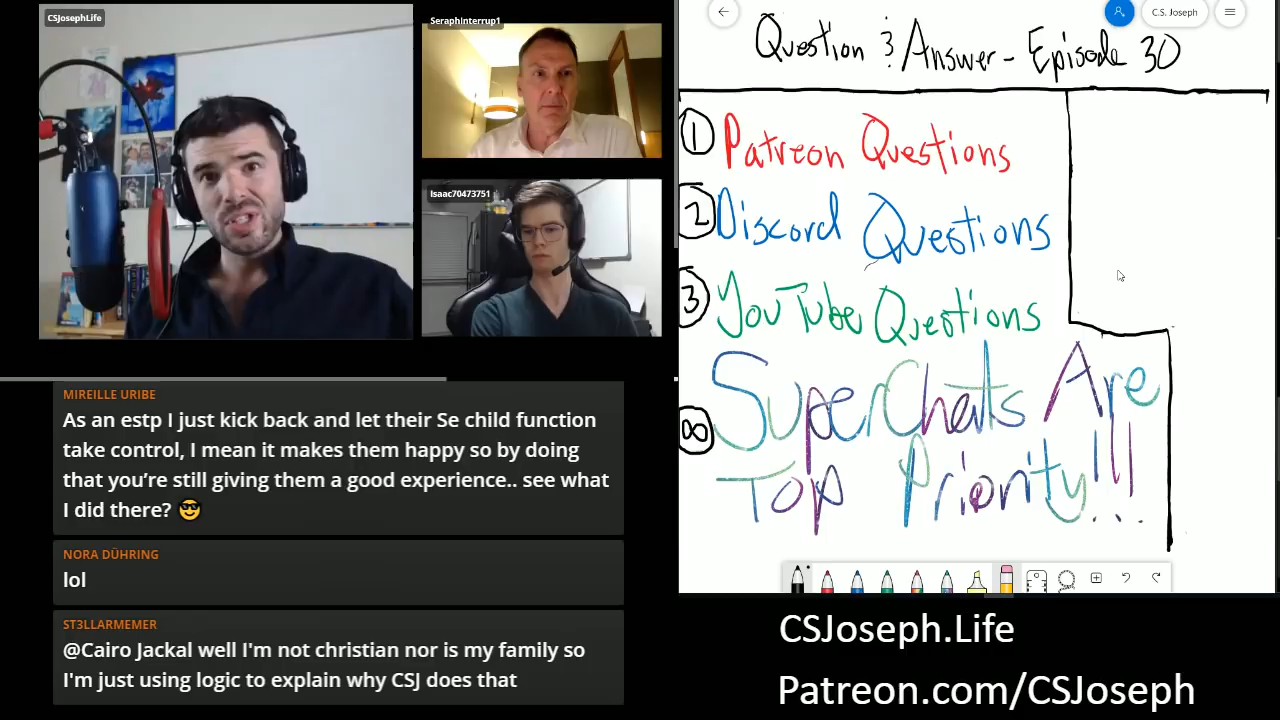 CSJosephLife
SeraphInterrup1
Isaac70473751
MIREILLE URIBE
As an estp I just kick back and let their Se child function
take control, I mean it makes them happy so by doing
that you’re still giving them a good experience.. see what
I did there? 😎
NORA DÜHRING
lol
ST3LLARMEMER
@Cairo Jackal well I'm not christian nor is my family so
I'm just using logic to explain why CSJ does that
C.S. Joseph
Question & Answer - Episode 30
① Patreon Questions
② Discord Questions
③ YouTube Questions
∞ SuperChats Are
Top Priority!!!
CSJoseph.Life
Patreon.com/CSJoseph